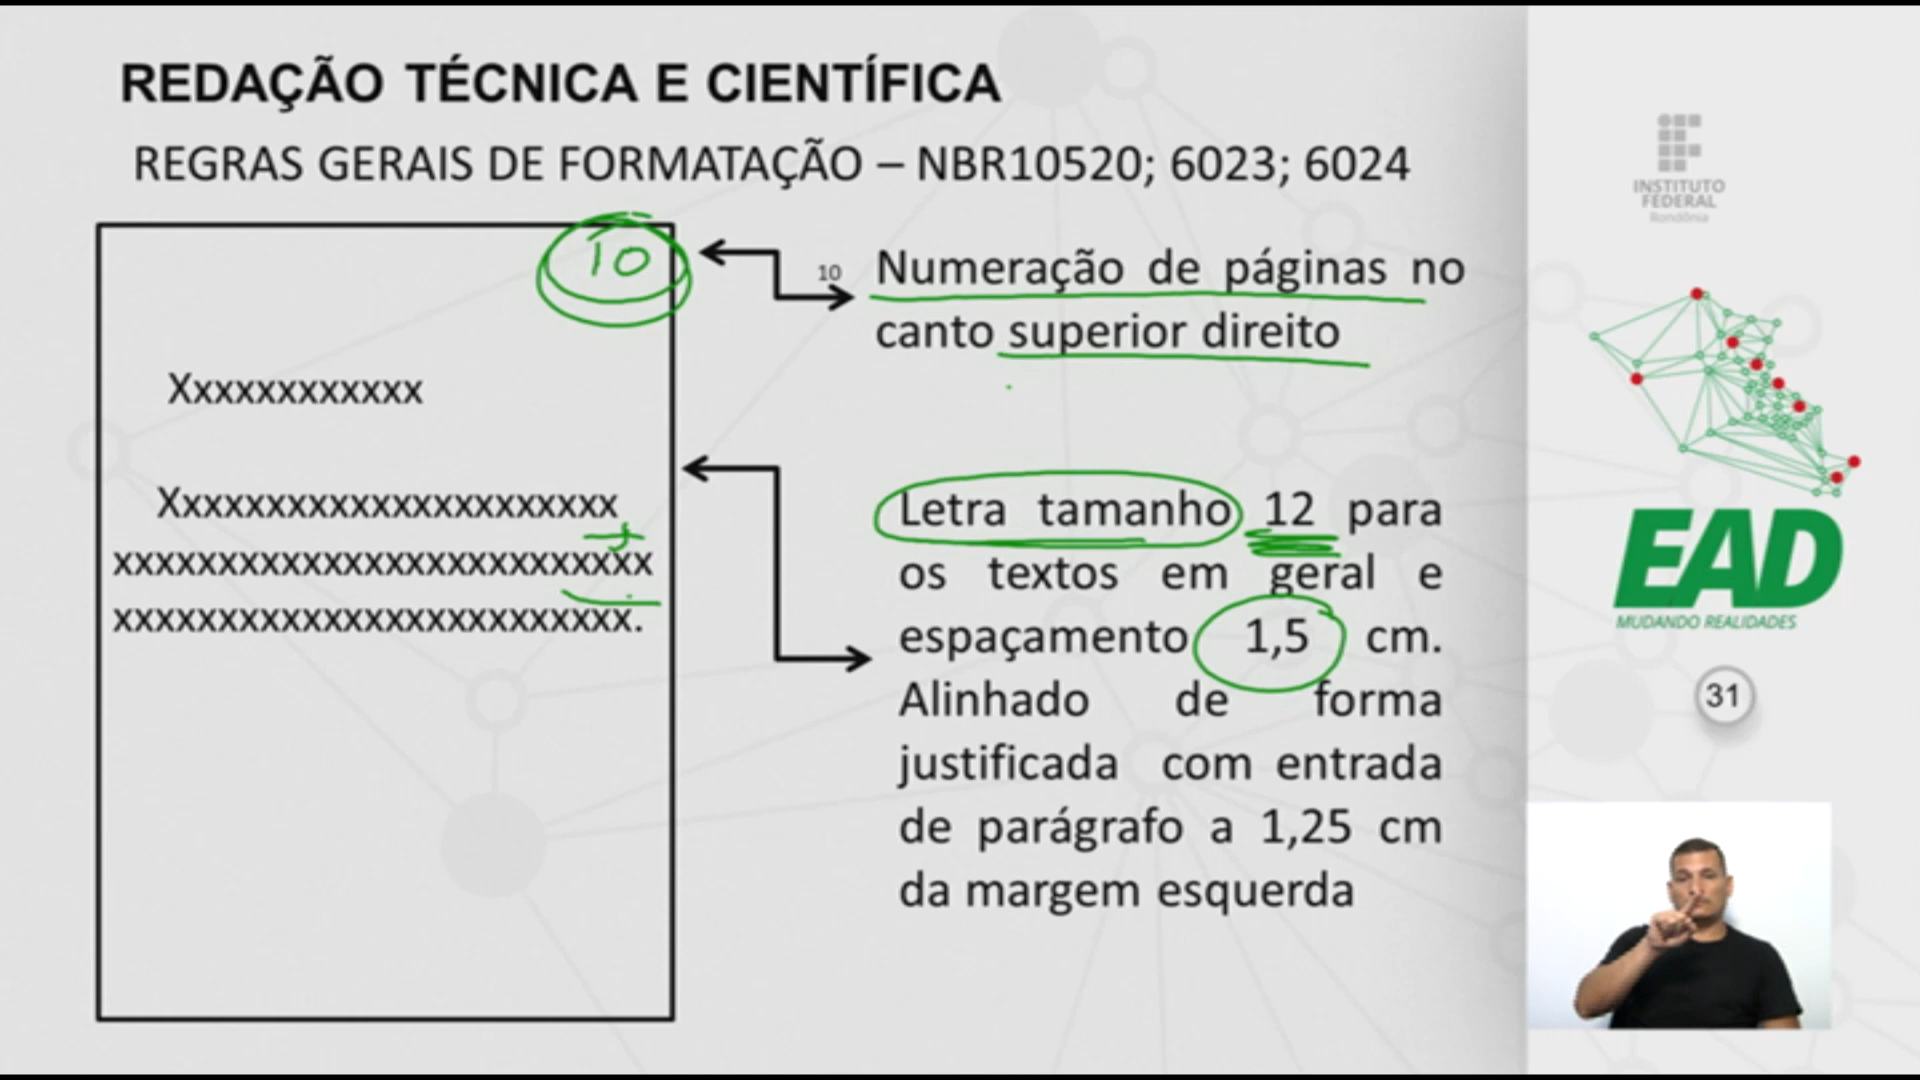 REDAÇÃO TÉCNICA E CIENTÍFICA
REGRAS GERAIS DE FORMATAÇÃO – NBR10520; 6023; 6024
10
10
Numeração de páginas no
canto superior direito
Xxxxxxxxxxxx
Xxxxxxxxxxxxxxxxxxxxxx
xxxxxxxxxxxxxxxxxxxxxxxxxx
xxxxxxxxxxxxxxxxxxxxxxxxx.
Letra tamanho 12 para
os textos em geral e
espaçamento 1,5 cm.
Alinhado de forma
justificada com entrada
de parágrafo a 1,25 cm
da margem esquerda
INSTITUTO
FEDERAL
Rondônia
EAD
MUDANDO REALIDADES
31